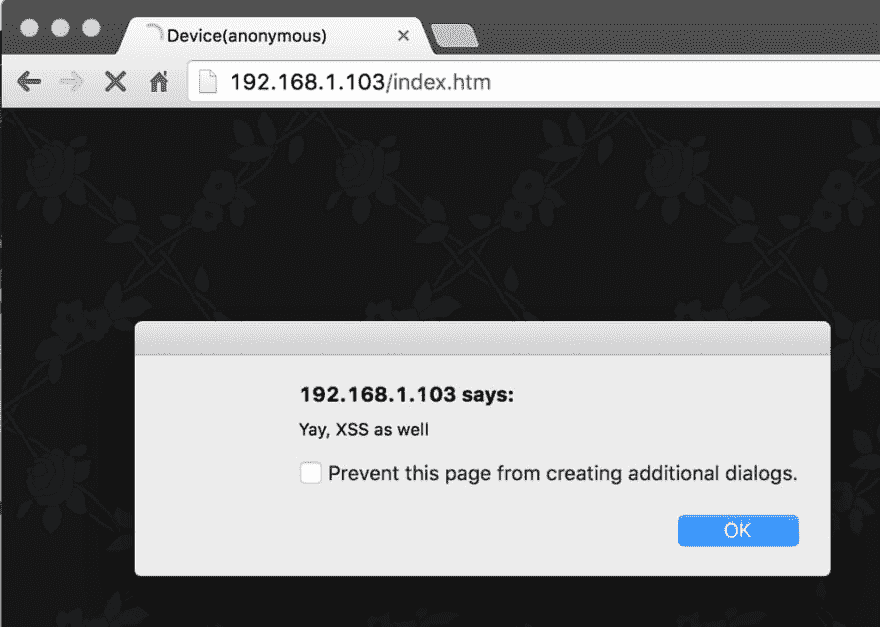 Device(anonymous)
192.168.1.103/index.htm
192.168.1.103 says:
Yay, XSS as well
Prevent this page from creating additional dialogs.
OK